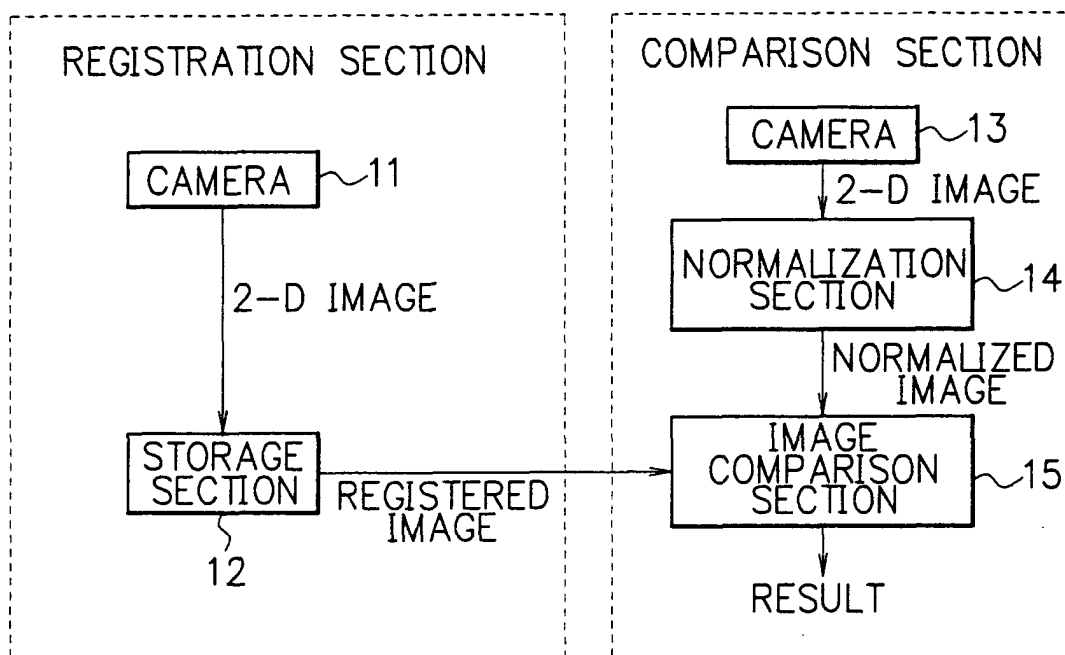 REGISTRATION SECTION
CAMERA
11
2-D IMAGE
STORAGE
SECTION
12
REGISTERED
IMAGE
COMPARISON SECTION
CAMERA
13
2-D IMAGE
NORMALIZATION
SECTION
14
NORMALIZED
IMAGE
IMAGE
COMPARISON
SECTION
15
RESULT